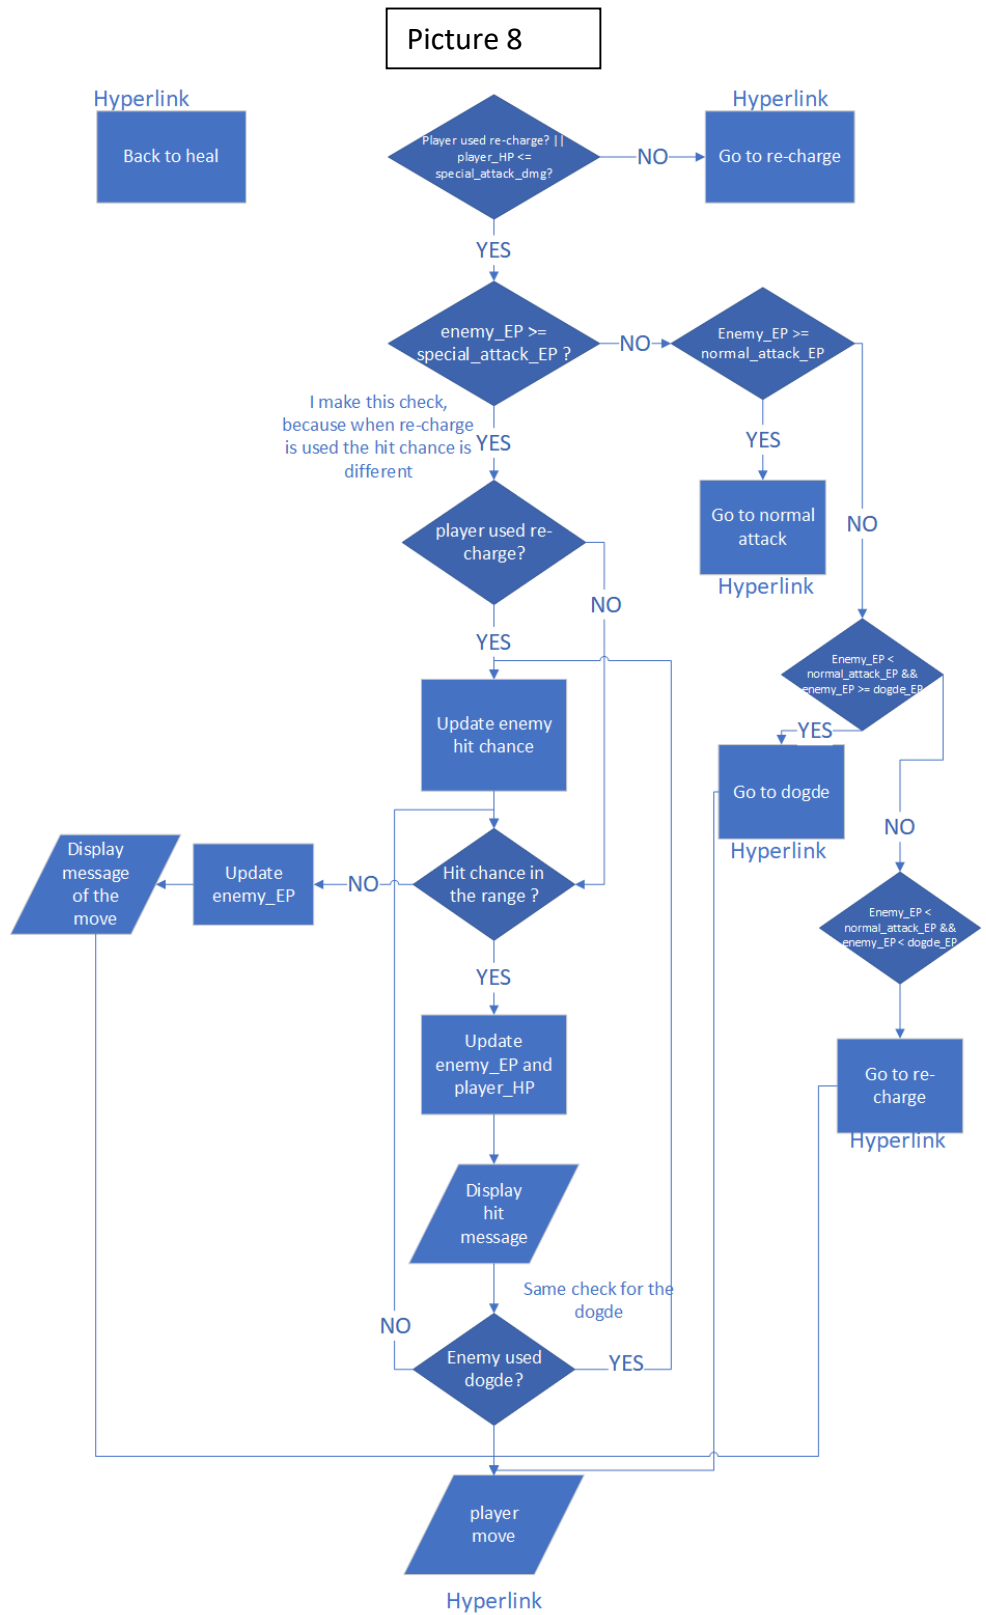 Picture 8
Hyperlink
Back to heal
Player used re-charge? ||
player_HP <=
special_attack_dmg?
NO
Hyperlink
Go to re-charge
YES
enemy_EP >=
special_attack_EP ?
NO
Enemy_EP >=
normal_attack_EP
I make this check,
because when re-charge
is used the hit chance is
different
YES
YES
Go to normal
attack
Hyperlink
NO
player used re-
charge?
NO
YES
Enemy_EP <
normal_attack_EP &&
enemy_EP >= dogde_EP
YES
Update enemy
hit chance
Go to dogde
Hyperlink
NO
Display
message
of the
move
Update
enemy_EP
NO
Hit chance in
the range ?
Enemy_EP <
normal_attack_EP &&
enemy_EP < dogde_EP
YES
Update
enemy_EP and
player_HP
Go to re-
charge
Hyperlink
Display
hit
message
Same check for the
dogde
NO
Enemy used
dogde?
YES
player
move
Hyperlink